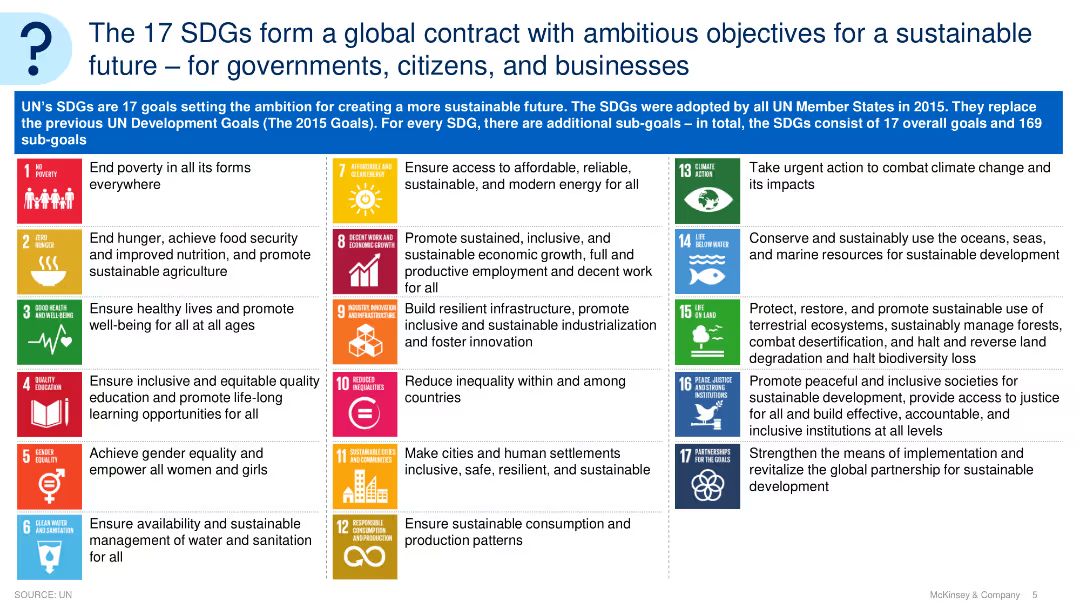 ?
The 17 SDGs form a global contract with ambitious objectives for a sustainable
future – for governments, citizens, and businesses
UN's SDGs are 17 goals setting the ambition for creating a more sustainable future. The SDGs were adopted by all UN Member States in 2015. They replace
the previous UN Development Goals (The 2015 Goals). For every SDG, there are additional sub-goals – in total, the SDGs consist of 17 overall goals and 169
sub-goals
1 NO
POVERTY
End poverty in all its forms
everywhere
2 ZERO
HUNGER
End hunger, achieve food security
and improved nutrition, and promote
sustainable agriculture
3 GOOD HEALTH
AND WELL-BEING
Ensure healthy lives and promote
well-being for all at all ages
4 QUALITY
EDUCATION
Ensure inclusive and equitable quality
education and promote life-long
learning opportunities for all
5 GENDER
EQUALITY
Achieve gender equality and
empower all women and girls
6 CLEAN WATER
AND SANITATION
Ensure availability and sustainable
management of water and sanitation
for all
7 AFFORDABLE AND
CLEAN ENERGY
Ensure access to affordable, reliable,
sustainable, and modern energy for all
8 DECENT WORK AND
ECONOMIC GROWTH
Promote sustained, inclusive, and
sustainable economic growth, full and
productive employment and decent work
for all
9 INDUSTRY, INNOVATION
AND INFRASTRUCTURE
Build resilient infrastructure, promote
inclusive and sustainable industrialization
and foster innovation
10 REDUCED
INEQUALITIES
Reduce inequality within and among
countries
11 SUSTAINABLE CITIES
AND COMMUNITIES
Make cities and human settlements
inclusive, safe, resilient, and sustainable
12 RESPONSIBLE
CONSUMPTION
AND PRODUCTION
Ensure sustainable consumption and
production patterns
13 CLIMATE
ACTION
Take urgent action to combat climate change and
its impacts
14 LIFE
BELOW WATER
Conserve and sustainably use the oceans, seas,
and marine resources for sustainable development
15 LIFE
ON LAND
Protect, restore, and promote sustainable use of
terrestrial ecosystems, sustainably manage forests,
combat desertification, and halt and reverse land
degradation and halt biodiversity loss
16 PEACE, JUSTICE
AND STRONG
INSTITUTIONS
Promote peaceful and inclusive societies for
sustainable development, provide access to justice
for all and build effective, accountable, and
inclusive institutions at all levels
17 PARTNERSHIPS
FOR THE GOALS
Strengthen the means of implementation and
revitalize the global partnership for sustainable
development
SOURCE: UN
McKinsey & Company 5